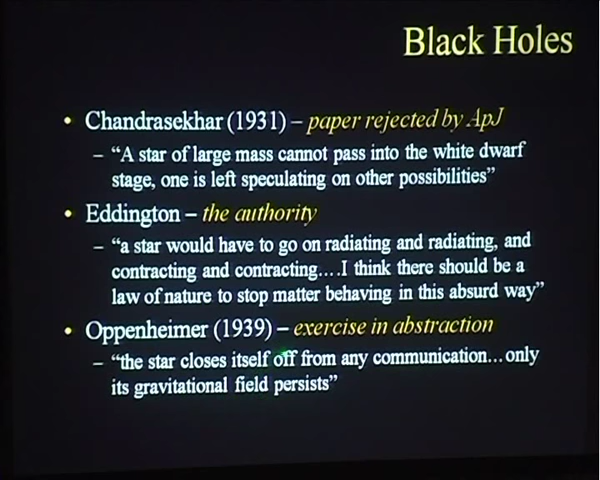 Black Holes
• Chandrasekhar (1931) – paper rejected by ApJ
– “A star of large mass cannot pass into the white dwarf
stage, one is left speculating on other possibilities”
• Eddington – the authority
– “a star would have to go on radiating and radiating, and
contracting and contracting….I think there should be a
law of nature to stop matter behaving in this absurd way”
• Oppenheimer (1939) – exercise in abstraction
– “the star closes itself off from any communication…only
its gravitational field persists”